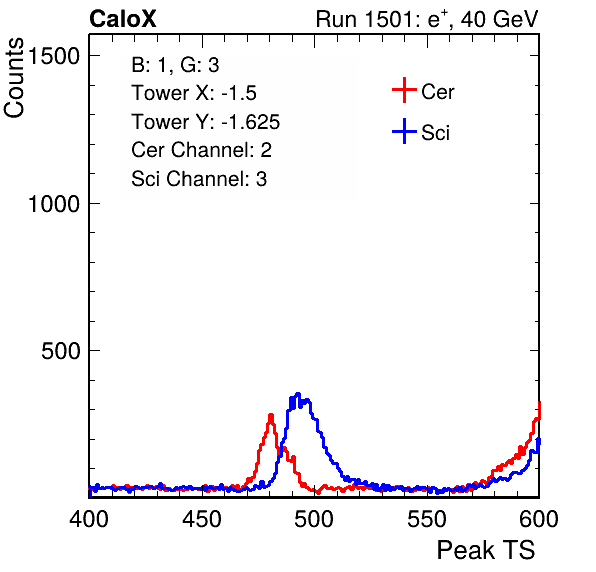 CaloX Run 1501: e⁺, 40 GeV
B: 1, G: 3
Tower X: -1.5
Tower Y: -1.625
Cer Channel: 2
Sci Channel: 3
Cer
Sci
Counts
1500
1000
500
400 450 500 550 600
Peak TS